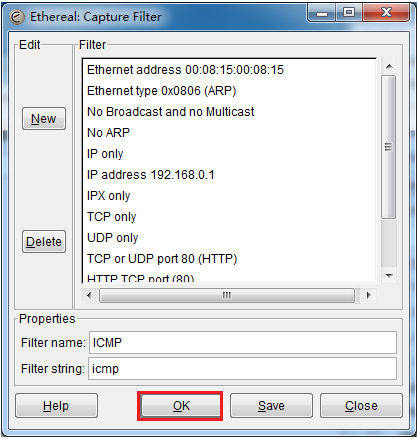 Ethereal: Capture Filter
Edit
Filter
New
Delete
Ethernet address 00:08:15:00:08:15
Ethernet type 0x0806 (ARP)
No Broadcast and no Multicast
No ARP
IP only
IP address 192.168.0.1
IPX only
TCP only
UDP only
TCP or UDP port 80 (HTTP)
HTTP TCP port (80)
Properties
Filter name: ICMP
Filter string: icmp
Help OK Save Close